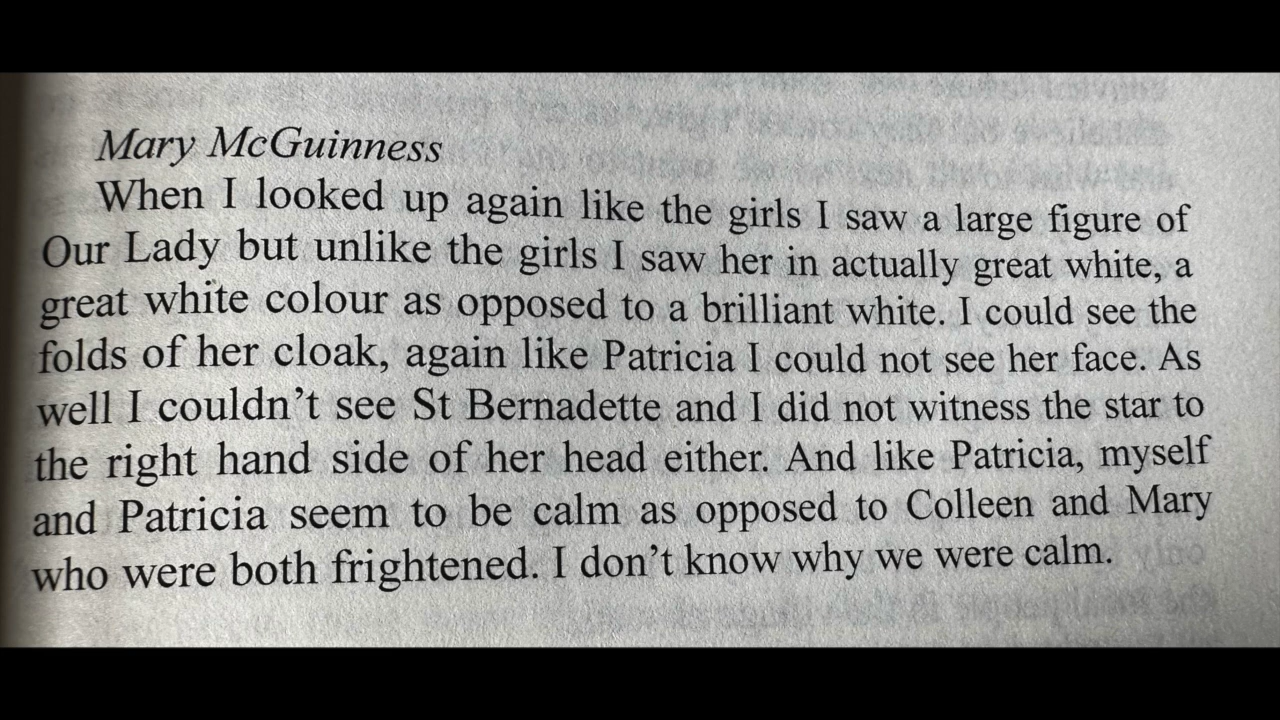 Mary McGuinness
When I looked up again like the girls I saw a large figure of
Our Lady but unlike the girls I saw her in actually great white, a
great white colour as opposed to a brilliant white. I could see the
folds of her cloak, again like Patricia I could not see her face. As
well I couldn’t see St Bernadette and I did not witness the star to
the right hand side of her head either. And like Patricia, myself
and Patricia seem to be calm as opposed to Colleen and Mary
who were both frightened. I don’t know why we were calm.